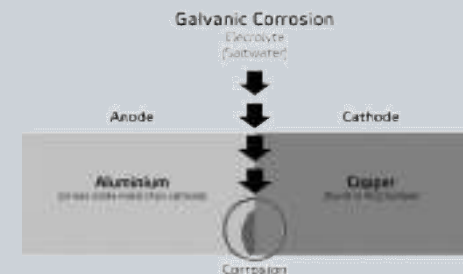 Galvanic Corrosion
Electrolyte
(Saltwater)
Anode
Cathode
Aluminium
Copper
Corrosion